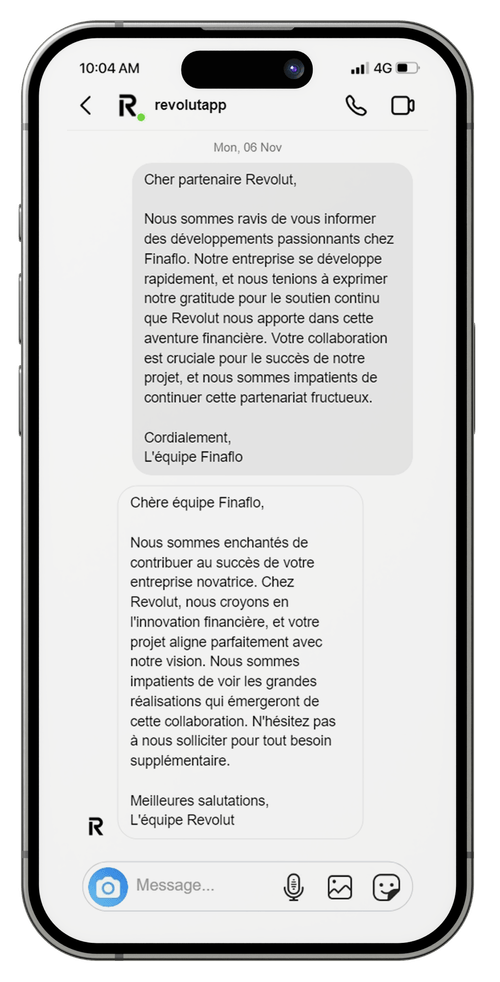 10:04 AM
4G
R
revolutapp
Mon, 06 Nov
Cher partenaire Revolut,
Nous sommes ravis de vous informer
des développements passionnants chez
Finaflo. Notre entreprise se développe
rapidement, et nous tenions à exprimer
notre gratitude pour le soutien continu
que Revolut nous apporte dans cette
aventure financière. Votre collaboration
est cruciale pour le succès de notre
projet, et nous sommes impatients de
continuer cette partenariat fructueux.
Cordialement,
L'équipe Finaflo
Chère équipe Finaflo,
Nous sommes enchantés de
contribuer au succès de votre
entreprise novatrice. Chez
Revolut, nous croyons en
l'innovation financière, et votre
projet aligne parfaitement avec
notre vision. Nous sommes
impatients de voir les grandes
réalisations qui émergeront de
cette collaboration. N'hésitez pas
à nous solliciter pour tout besoin
supplémentaire.
Meilleures salutations,
L'équipe Revolut
R
Message...